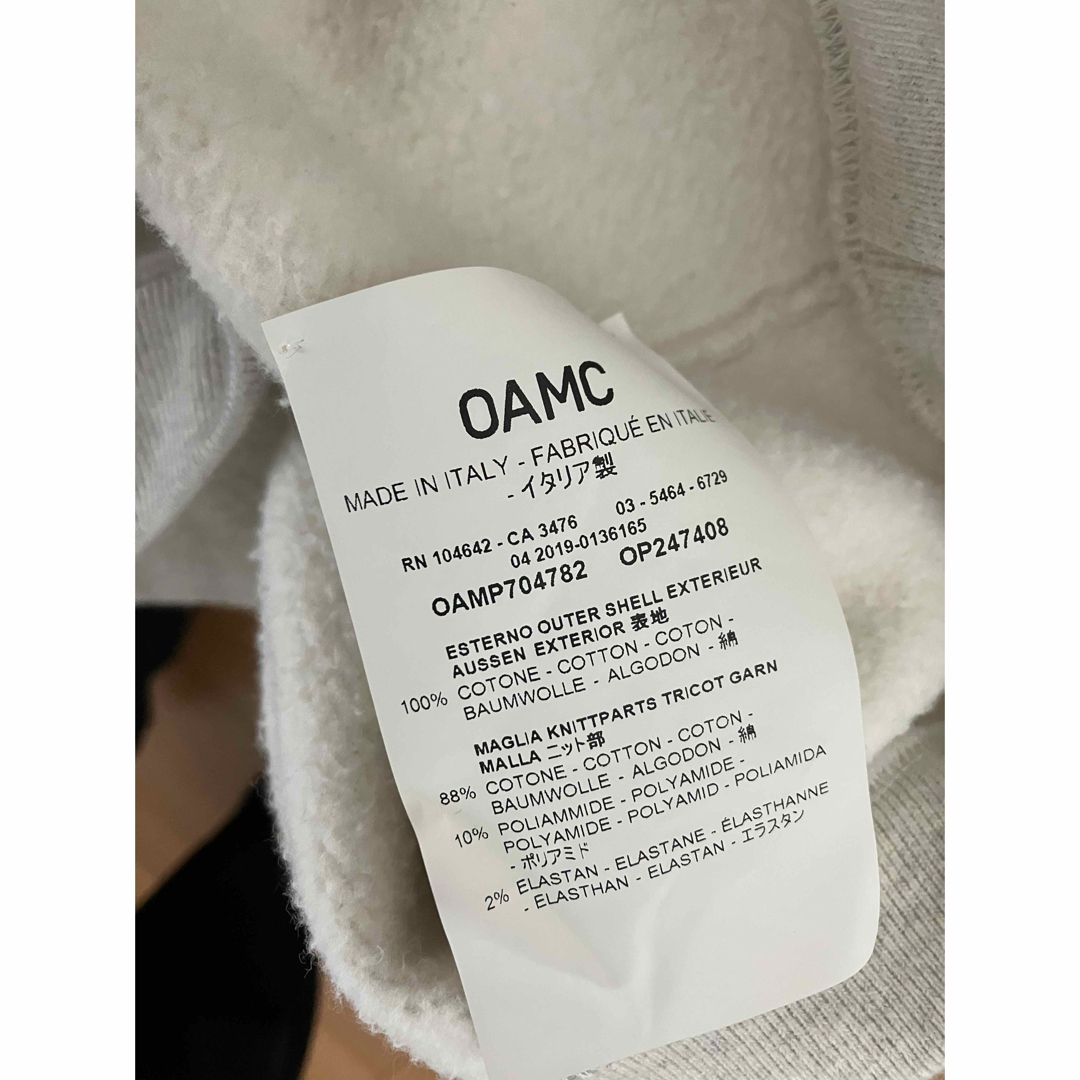 OAMC
MADE IN ITALY - FABRIQUÉ EN ITALIE
- イタリア製
RN 104642 - CA 3476 03 - 5464 - 6729
04 2019-0136165
OAMP704782 OP247408
ESTERNO OUTER SHELL EXTERIEUR
AUSSEN EXTERIOR 表地
100% COTONE - COTTON - COTON -
BAUMWOLLE - ALGODON - 綿
MAGLIA KNITTPARTS TRICOT GARN
MALLA ニット部
88% COTONE - COTTON - COTON -
BAUMWOLLE - ALGODON - 綿
10% POLIAMMIDE - POLYAMIDE -
POLYAMIDE - POLYAMID - POLIAMIDA
- ポリアミド
2% ELASTAN - ELASTANE - ÉLASTHANNE
- ELASTHAN - ELASTAN - エラスタン